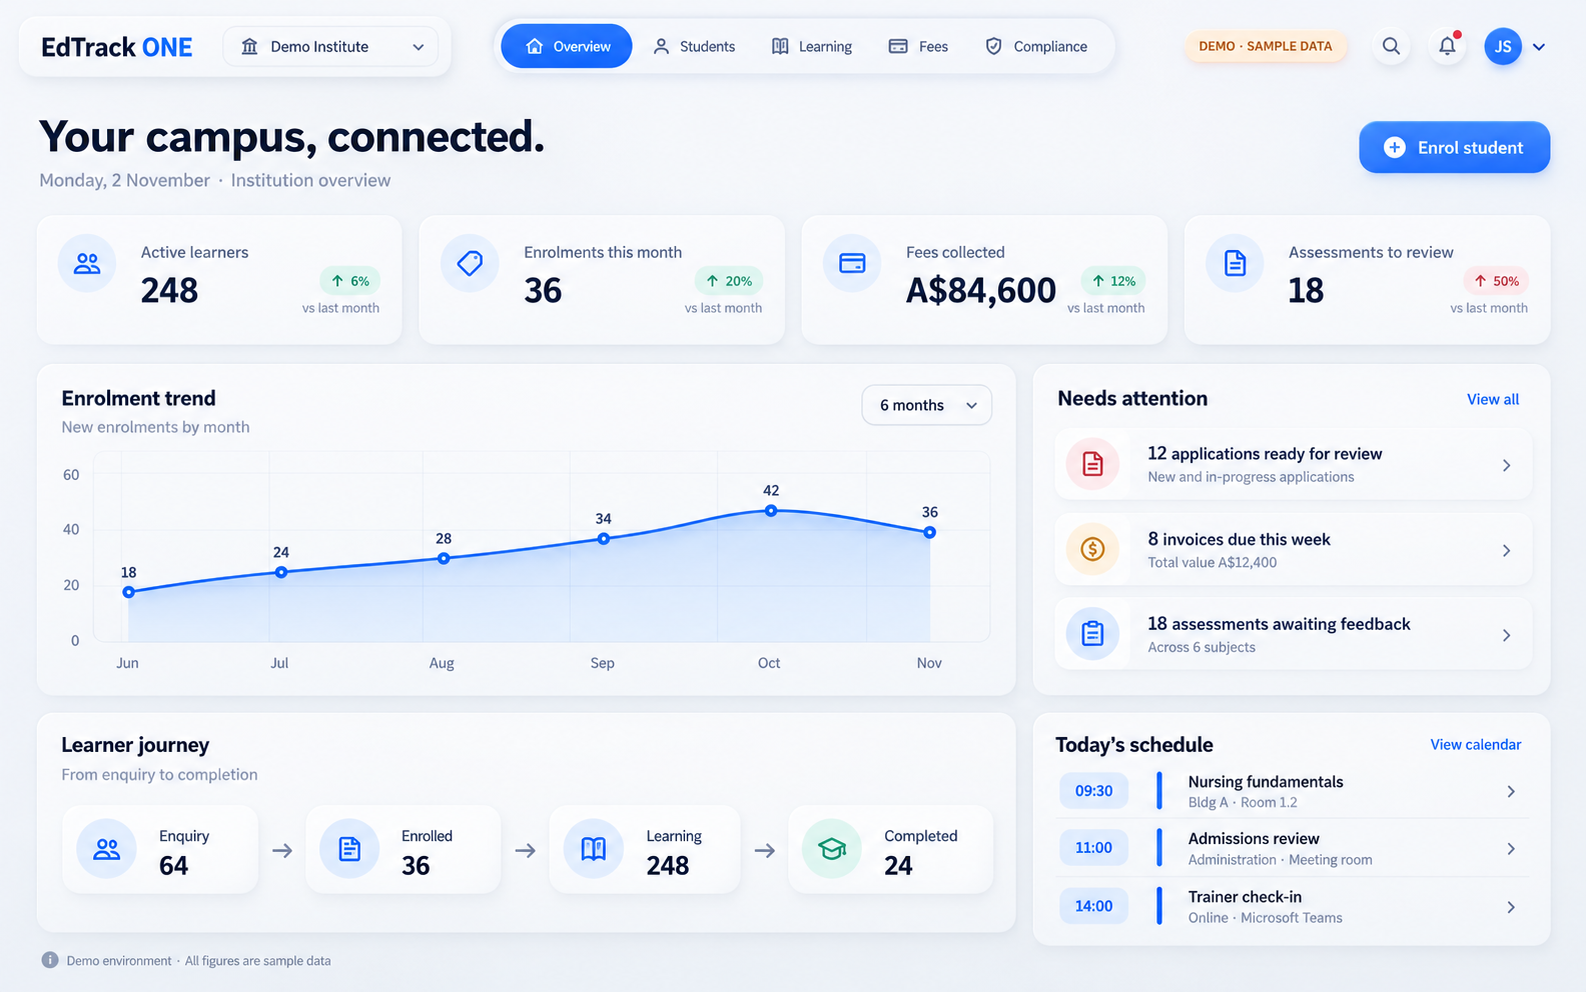 EdTrack ONE
Demo Institute
Overview
Students
Learning
Fees
Compliance
DEMO · SAMPLE DATA
JS
Your campus, connected.
Monday, 2 November · Institution overview
Enrol student
Active learners
248
6%
vs last month
Enrolments this month
36
20%
vs last month
Fees collected
A$84,600
12%
vs last month
Assessments to review
18
50%
vs last month
Enrolment trend
New enrolments by month
6 months
60
40
20
0
18
24
28
34
42
36
Jun
Jul
Aug
Sep
Oct
Nov
Needs attention
View all
12 applications ready for review
New and in-progress applications
8 invoices due this week
Total value A$12,400
18 assessments awaiting feedback
Across 6 subjects
Learner journey
From enquiry to completion
Enquiry
64
Enrolled
36
Learning
248
Completed
24
Today's schedule
View calendar
09:30
Nursing fundamentals
Bldg A · Room 1.2
11:00
Admissions review
Administration · Meeting room
14:00
Trainer check-in
Online · Microsoft Teams
Demo environment · All figures are sample data